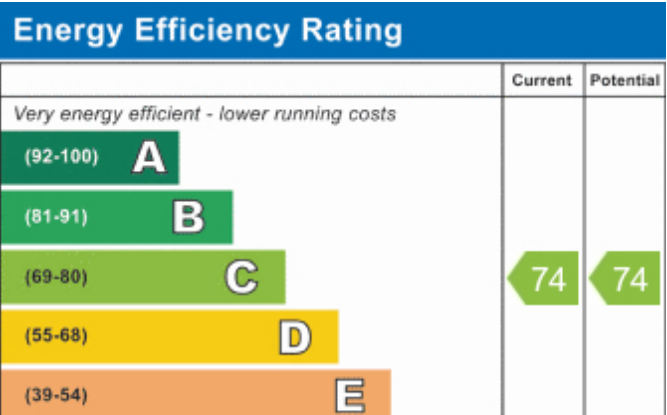 Energy Efficiency Rating
Current Potential
Very energy efficient - lower running costs
(92-100) A
(81-91) B
(69-80) C 74 74
(55-68) D
(39-54) E